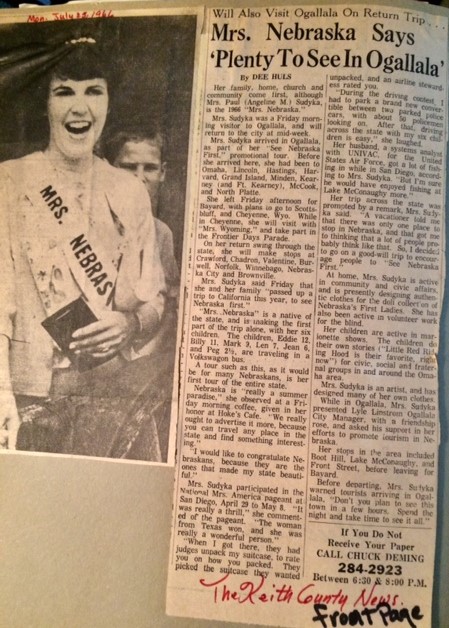 Mon. July 22, 1966
MRS. NEBRAS
Will Also Visit Ogallala On Return Trip . . .
Mrs. Nebraska Says
'Plenty To See In Ogallala'
By DEE HULS
Her family, home, church and
community come first, although
Mrs. Paul (Angeline M.) Sudyka,
is the 1966 "Mrs. Nebraska."
Mrs. Sudyka was a Friday morn-
ing visitor to Ogallala, and will
return to the city at mid-week.
Mrs. Sudyka arrived in Ogallala,
as part of her "See Nebraska
First," promotional tour. Before
she arrived here, she had been to
Omaha, Lincoln, Hastings, Har-
vard, Grand Island, Minden, Kear-
ney (and Ft. Kearney), McCook,
and North Platte.
She left Friday afternoon for
Bayard, with plans to go to Scotts-
bluff, and Cheyenne, Wyo. While
in Cheyenne, she will visit with
"Mrs. Wyoming," and take part in
the Frontier Days Parade.
On her return swing through the
state, she will make stops at
Crawford, Chadron, Valentine, Bur-
well, Norfolk, Winnebago, Nebras-
ka City and Brownville.
Mrs. Sudyka said Friday that
she and her family "passed up a
trip to California this year, to see
Nebraska first."
"Mrs. Nebraska" is a native of
the state, and is making the first
part of the trip alone, with her six
children. The children, Eddie 12,
Billy 11, Mark 9, Len 7, Jean 6,
and Peg 2½, are traveling in a
Volkswagon bus.
A tour such as this, as it would
be for many Nebraskans, is her
first tour of the entire state.
Nebraska is "really a summer
paradise," she observed at a Fri-
day morning coffee, given in her
honor at Hoke's Cafe. "We really
ought to advertise it more, because
you can travel any place in the
state and find something interest-
ing."
"I would like to congratulate Ne-
braskans, because they are the
ones that made my state beauti-
ful."
Mrs. Sudyka participated in the
National Mrs. America pageant at
San Diego, April 29 to May 8. "It
was really a thrill," she comment-
ed of the pageant. "The woman
from Texas won, and she was
really a wonderful person."
"When I got there, they had
judges unpack my suitcase, to rate
you on how you packed. They
picked the suitcase they wanted
unpacked, and an airline steward-
ess rated you.
"During the driving contest, I
had to park a brand new conver-
tible between two parked police
cars, with about 50 policemen
looking on. After that, driving
across the state with my six chil-
dren is easy," she laughed.
Her husband, a systems analyst
with UNIVAC, for the United
States Air Force, got a lot of fish-
ing in while in San Diego, accord-
ing to Mrs. Sudyka. "But I'm sure
he would have enjoyed fishing at
Lake McConaughy more."
Her trip across the state was
prompted by a remark, Mrs. Sudy-
ka said. "A vacationer told me
that there was only one place to
stop in Nebraska, and that got me
to thinking that a lot of people pro-
bably think like that. So, I decided
to go on a good-will trip to encour-
age people to "See Nebraska
First."
At home, Mrs. Sudyka is active
in community and civic affairs,
and is presently designing authen-
tic clothes for the doll collection of
Nebraska's First Ladies. She has
also been active in volunteer work
for the blind.
Her children are active in mar-
ionette shows. The children do
their own stories ("Little Red Rid-
ing Hood is their favorite, right
now") for civic, social and frater-
nal groups in and around the Oma-
ha area.
Mrs. Sudyka is an artist, and has
designed many of her own clothes.
While in Ogallala, Mrs. Sudyka
presented Lyle Limstrom Ogallala
City Manager, with a friendship
rose, and asked his support in her
efforts to promote tourism in Ne-
braska.
Her stops in the area included
Boot Hill, Lake McConaughy, and
Front Street, before leaving for
Bayard.
Before departing, Mrs. Sudyka
warned tourists arriving in Ogal-
lala, "Don't you plan to see this
town in a few hours. Spend the
night and take time to see it all."
If You Do Not
Receive Your Paper
CALL CHUCK DEMING
284-2923
Between 6:30 & 8:00 P.M.
The Keith County News.
front Page